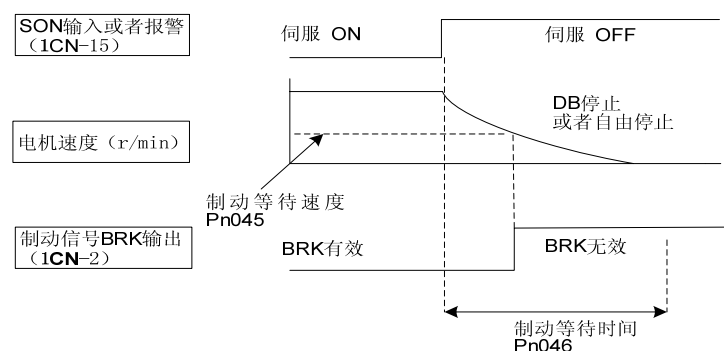 SON输入或者报警
（1CN-15）
伺服 ON
伺服 OFF
电机速度（r/min）
DB停止
或者自由停止
制动等待速度
Pn045
制动信号BRK输出
（1CN-2）
BRK有效
BRK无效
制动等待时间
Pn046